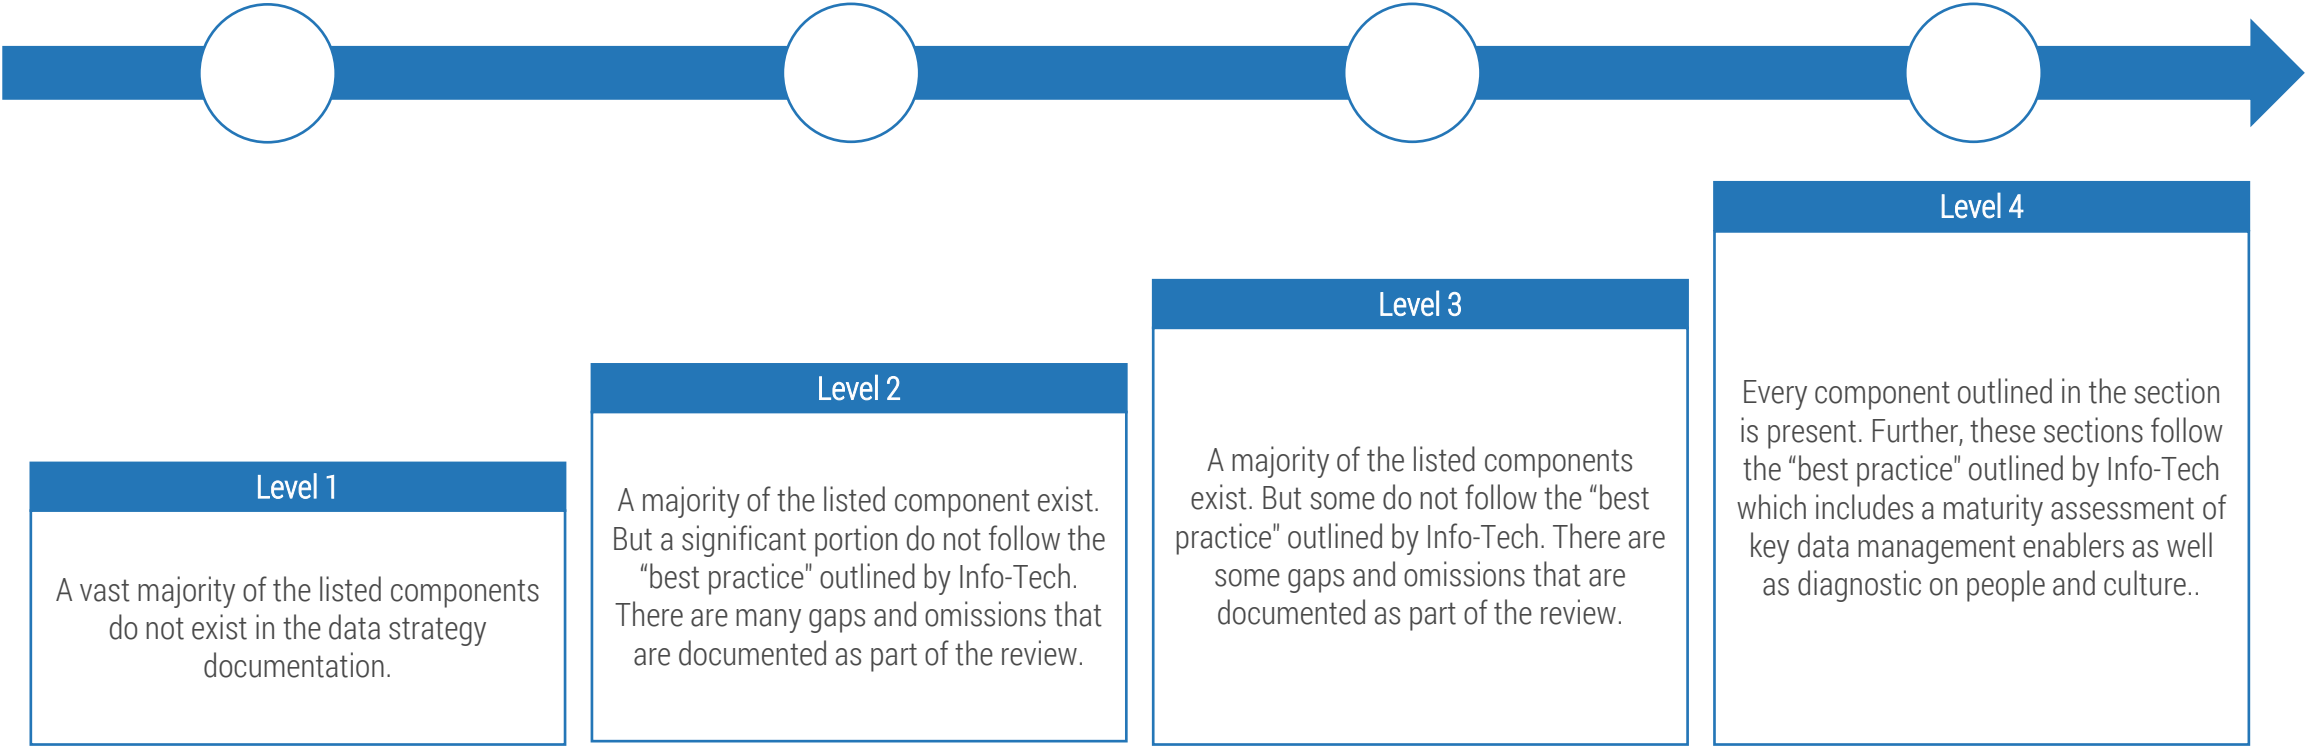 Level 1
A vast majority of the listed components
do not exist in the data strategy
documentation.
Level 2
A majority of the listed component exist.
But a significant portion do not follow the
“best practice" outlined by Info-Tech.
There are many gaps and omissions that
are documented as part of the review.
Level 3
A majority of the listed components
exist. But some do not follow the “best
practice" outlined by Info-Tech. There are
some gaps and omissions that are
documented as part of the review.
Level 4
Every component outlined in the section
is present. Further, these sections follow
the “best practice" outlined by Info-Tech
which includes a maturity assessment of
key data management enablers as well
as diagnostic on people and culture..